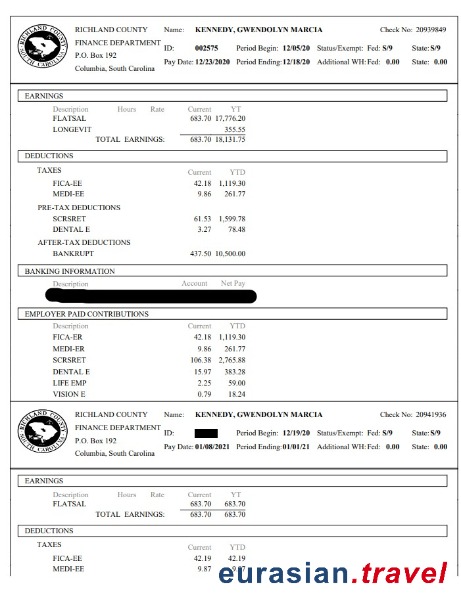 RICHLAND COUNTY Name: KENNEDY, GWENDOLYN MARCIA Check No: 20939849
FINANCE DEPARTMENT ID: 002575 Period Begin: 12/05/20 Status/Exempt: Fed: S/9 State: S/9
P.O. Box 192
Pay Date: 12/23/2020 Period Ending: 12/18/20 Additional WH: Fed: 0.00 State: 0.00
Columbia, South Carolina
EARNINGS
Description Hours Rate Current YT
FLATSAL 683.70 17,776.20
LONGEVIT 355.55
TOTAL EARNINGS: 683.70 18,131.75
DEDUCTIONS
TAXES Current YTD
FICA-EE 42.18 1,119.30
MEDI-EE 9.86 261.77
PRE-TAX DEDUCTIONS
SCRSRET 61.53 1,599.78
DENTAL E 3.27 78.48
AFTER-TAX DEDUCTIONS
BANKRUPT 437.50 10,500.00
BANKING INFORMATION
Description Account Net Pay
EMPLOYER PAID CONTRIBUTIONS
Description Current YTD
FICA-ER 42.18 1,119.30
MEDI-ER 9.86 261.77
SCRSRET 106.38 2,765.88
DENTAL E 15.97 383.28
LIFE EMP 2.25 59.00
VISION E 0.79 18.24
RICHLAND COUNTY Name: KENNEDY, GWENDOLYN MARCIA Check No: 20941936
FINANCE DEPARTMENT ID: Period Begin: 12/19/20 Status/Exempt: Fed: S/9 State: S/9
P.O. Box 192
Pay Date: 01/08/2021 Period Ending: 01/01/21 Additional WH: Fed: 0.00 State: 0.00
Columbia, South Carolina
EARNINGS
Description Hours Rate Current YT
FLATSAL 683.70 683.70
TOTAL EARNINGS: 683.70 683.70
DEDUCTIONS
TAXES Current YTD
FICA-EE 42.19 42.19
MEDI-EE 9.87
eurasian.travel